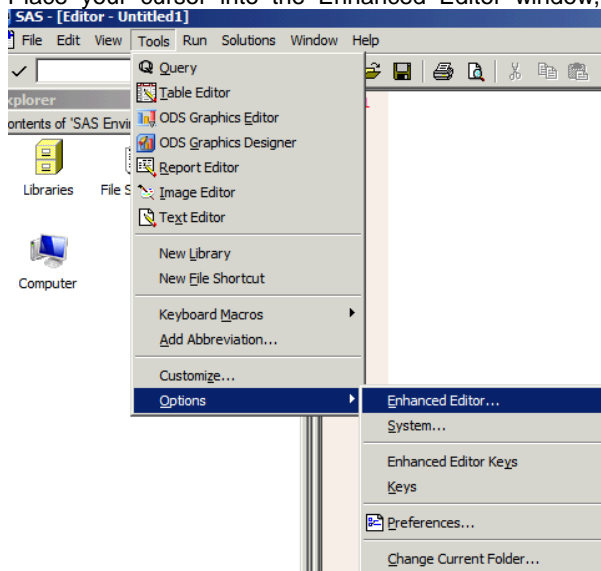 Place your cursor into the Enhanced Editor window,
SAS - [Editor - Untitled1]
File Edit View Tools Run Solutions Window Help
Query
Table Editor
ODS Graphics Editor
ODS Graphics Designer
Report Editor
Image Editor
Text Editor
New Library
New File Shortcut
Keyboard Macros
Add Abbreviation...
Customize...
Options
xplorer
ontents of 'SAS Envi
Libraries
File S
Computer
Enhanced Editor...
System...
Enhanced Editor Keys
Keys
Preferences...
Change Current Folder...